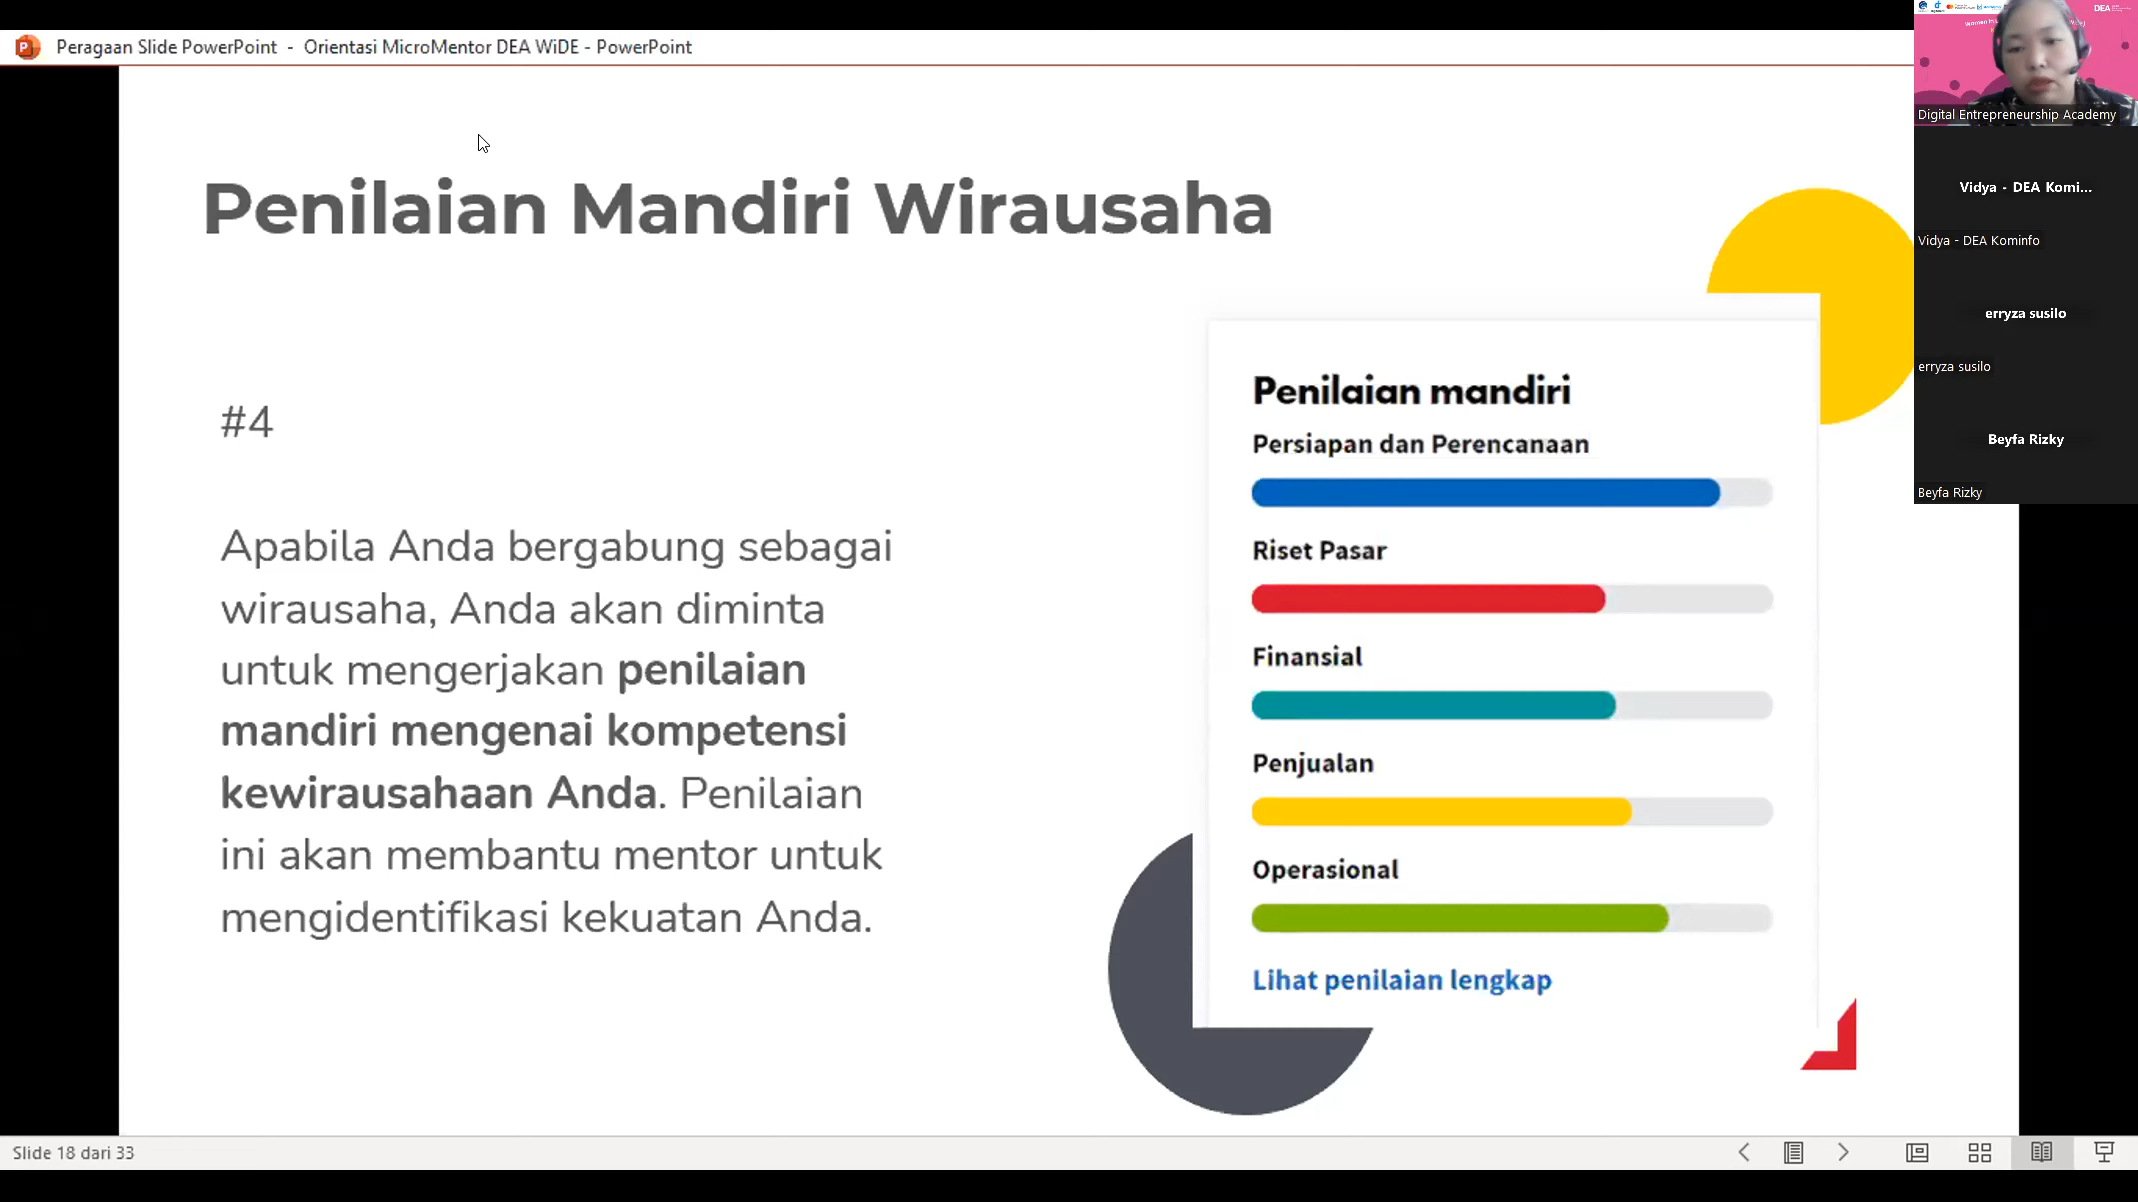 Peragaan Slide PowerPoint - Orientasi MicroMentor DEA WiDE - PowerPoint
DEA
Digital Entrepreneurship Academy
Vidya - DEA Komi...
Vidya - DEA Kominfo
erryza susilo
erryza susilo
Beyfa Rizky
Beyfa Rizky
Penilaian Mandiri Wirausaha
#4
Apabila Anda bergabung sebagai
wirausaha, Anda akan diminta
untuk mengerjakan penilaian
mandiri mengenai kompetensi
kewirausahaan Anda. Penilaian
ini akan membantu mentor untuk
mengidentifikasi kekuatan Anda.
Penilaian mandiri
Persiapan dan Perencanaan
Riset Pasar
Finansial
Penjualan
Operasional
Lihat penilaian lengkap
Slide 18 dari 33